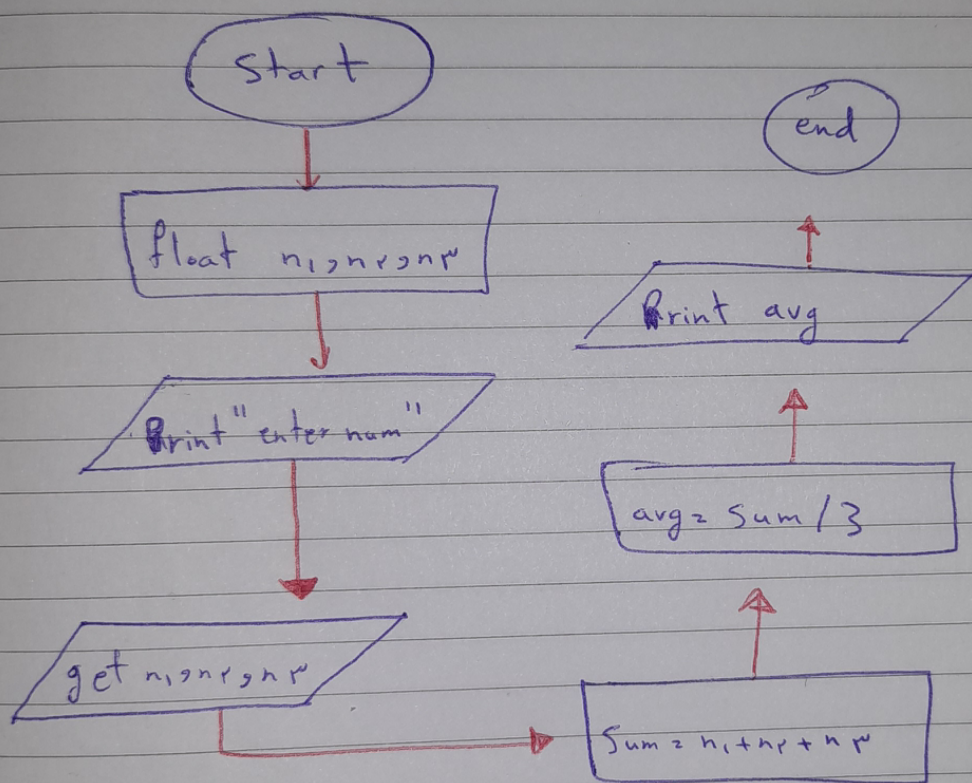 Start
float n۱, n۲, n۳
Print "enter num"
get n۱, n۲, n۳
Sum = n۱ + n۲ + n۳
avg = Sum / 3
Print avg
end